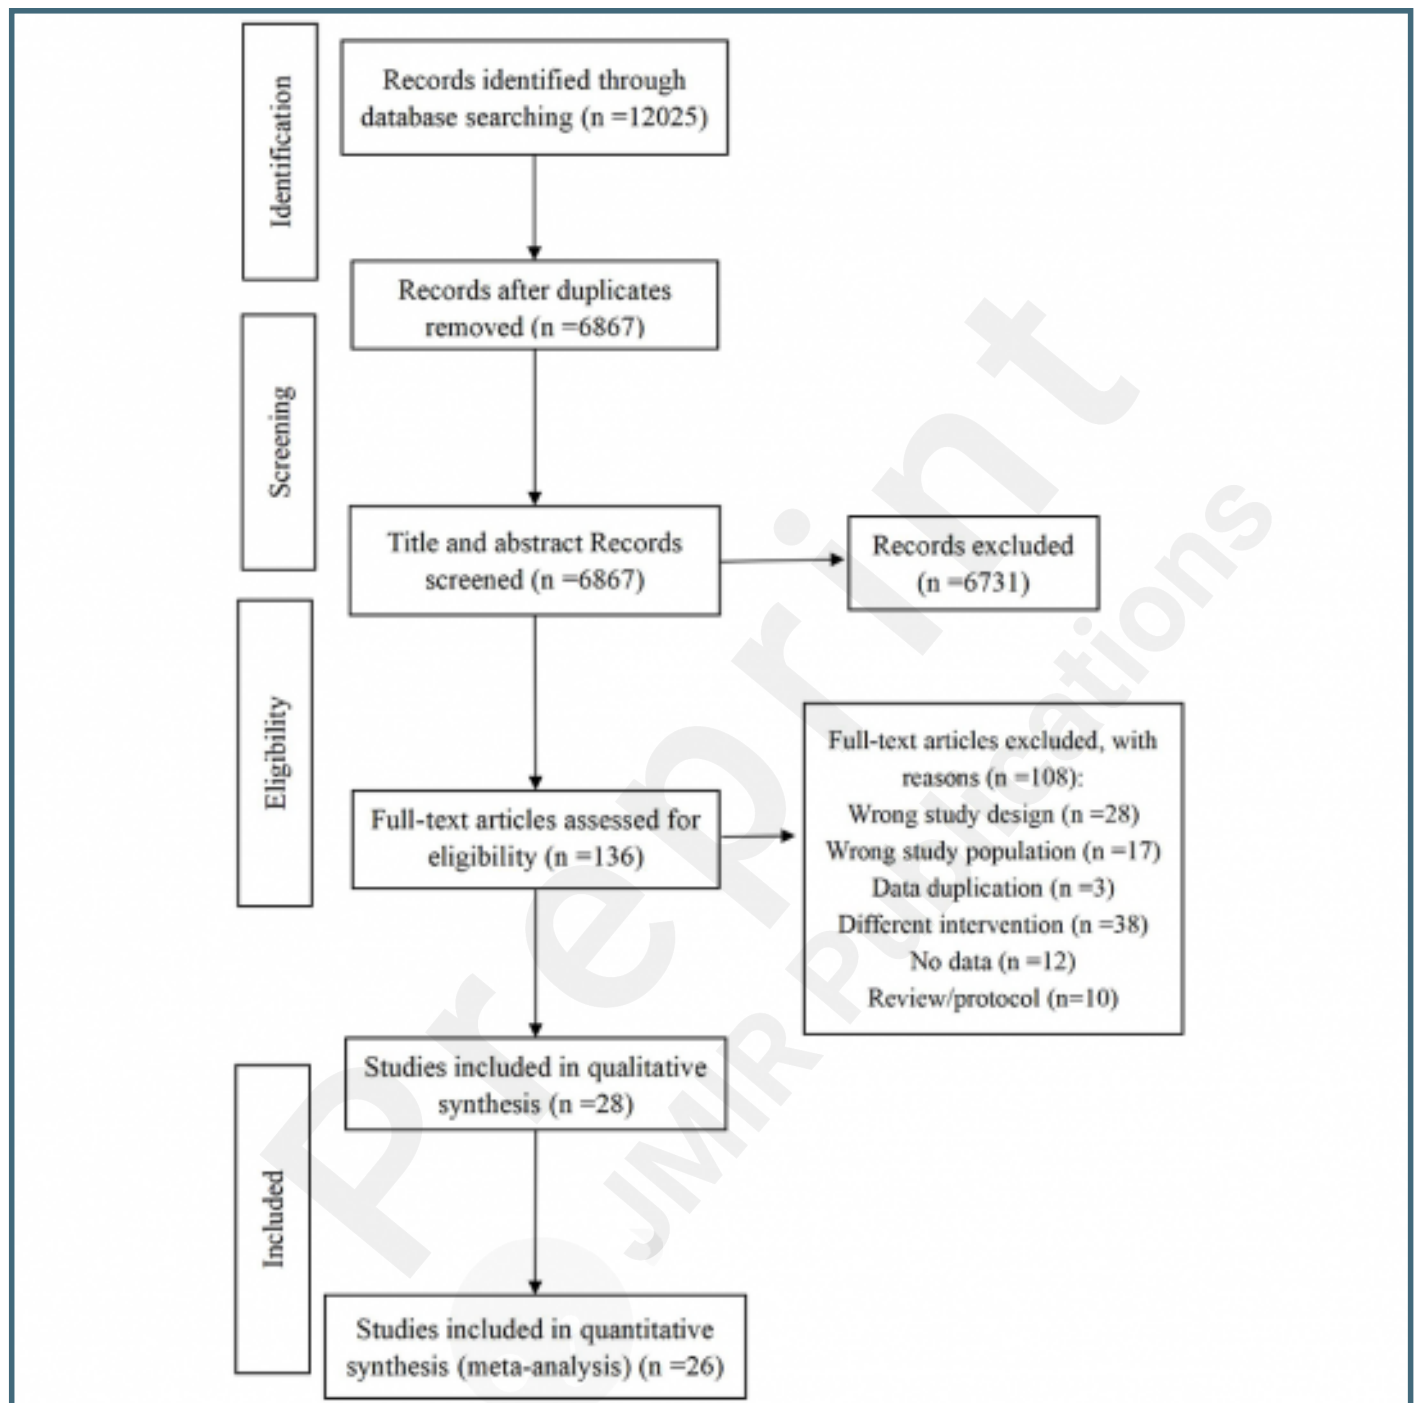 Identification
Records identified through
database searching (n =12025)
Records after duplicates
removed (n =6867)
Screening
Title and abstract Records
screened (n =6867)
Records excluded
(n =6731)
Eligibility
Full-text articles assessed for
eligibility (n =136)
Full-text articles excluded, with
reasons (n =108):
Wrong study design (n =28)
Wrong study population (n =17)
Data duplication (n =3)
Different intervention (n =38)
No data (n =12)
Review/protocol (n=10)
Studies included in qualitative
synthesis (n =28)
Included
Studies included in quantitative
synthesis (meta-analysis) (n =26)
Preprint
JMIR Publications